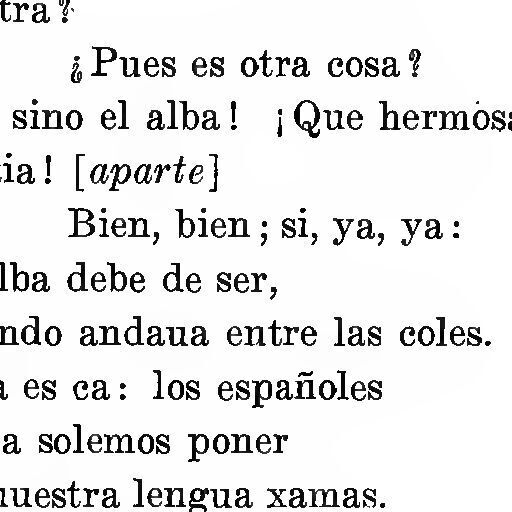 tra?
¿Pues es otra cosa?
sino el alba! ¡Que hermosa
ia! [aparte]
Bien, bien; si, ya, ya:
lba debe de ser,
ndo andaua entre las coles.
a es ca: los españoles
a solemos poner
nuestra lengua xamas.